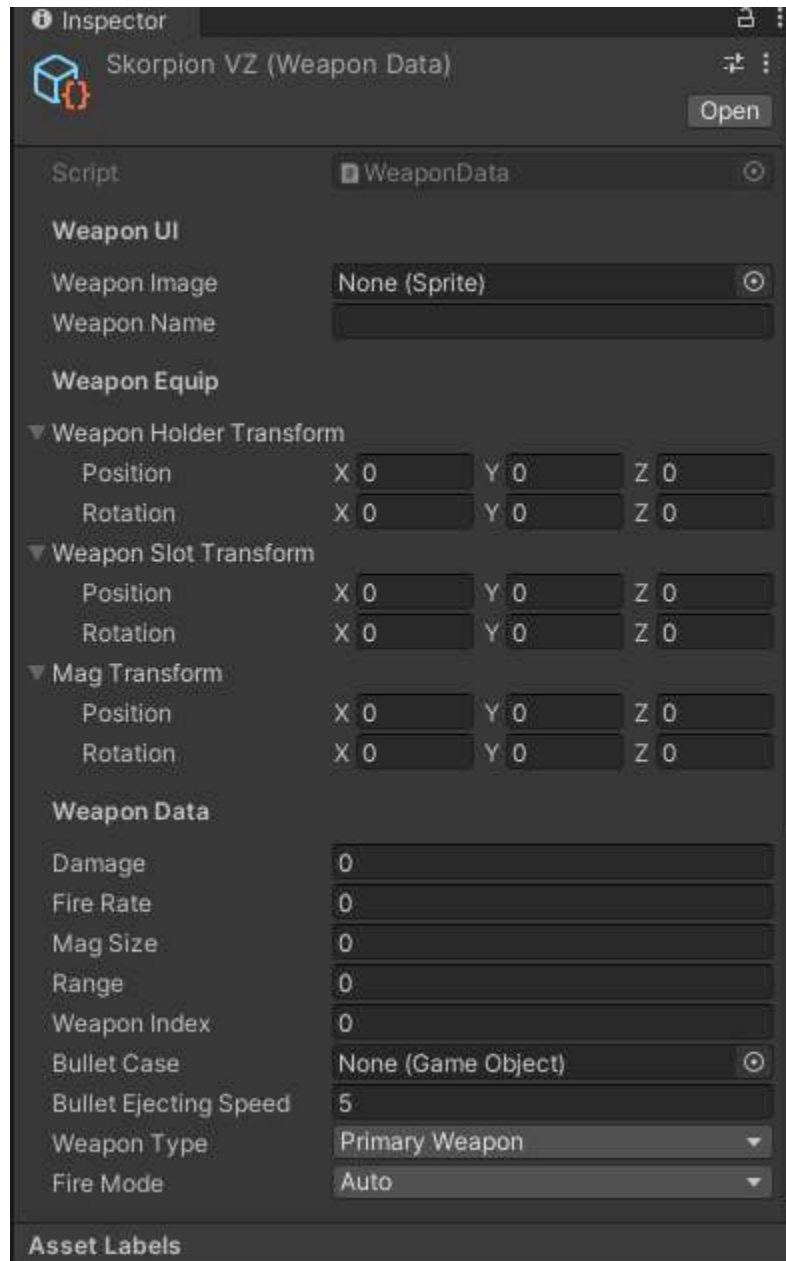 Inspector
Skorpion VZ (Weapon Data)
Open
Script WeaponData
Weapon UI
Weapon Image None (Sprite)
Weapon Name
Weapon Equip
Weapon Holder Transform
Position X 0 Y 0 Z 0
Rotation X 0 Y 0 Z 0
Weapon Slot Transform
Position X 0 Y 0 Z 0
Rotation X 0 Y 0 Z 0
Mag Transform
Position X 0 Y 0 Z 0
Rotation X 0 Y 0 Z 0
Weapon Data
Damage 0
Fire Rate 0
Mag Size 0
Range 0
Weapon Index 0
Bullet Case None (Game Object)
Bullet Ejecting Speed 5
Weapon Type Primary Weapon
Fire Mode Auto
Asset Labels